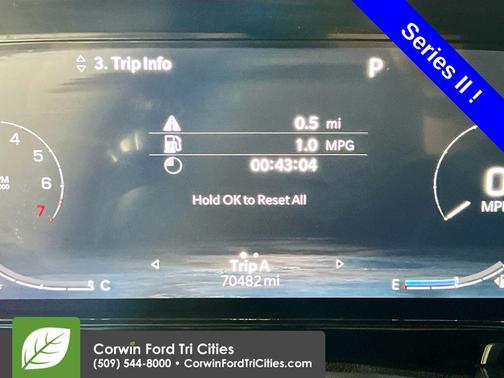 Series II !
3. Trip Info
P
0.5 mi
1.0 MPG
00:43:04
Hold OK to Reset All
Trip A
70482 mi
4
5
6
7
C
E
Corwin Ford Tri Cities
(509) 544-8000 • CorwinFordTriCities.com